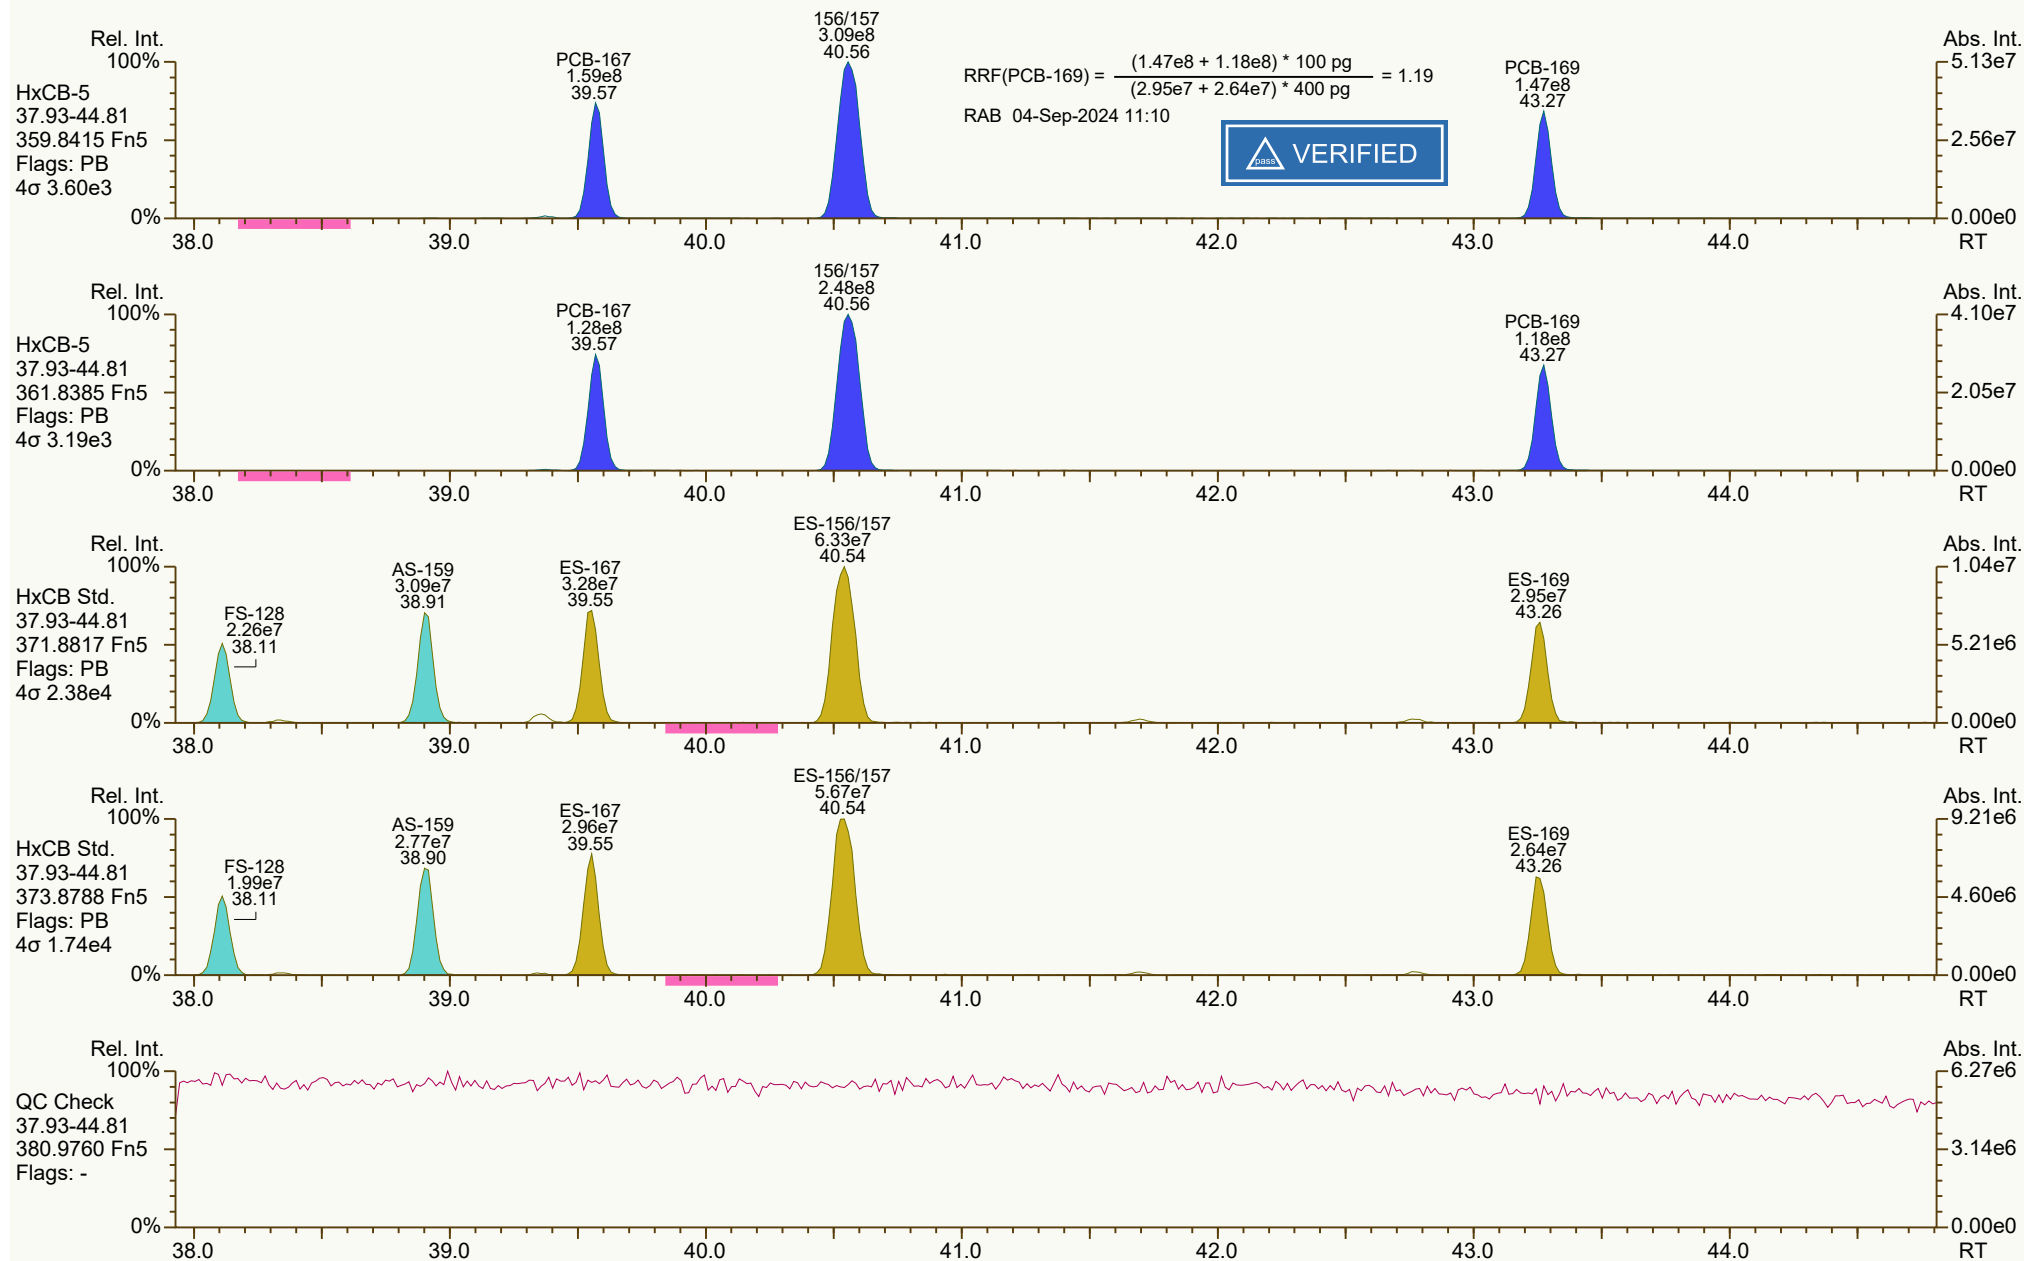 Rel. Int.
100%
0%
HxCB-5
37.93-44.81
359.8415 Fn5
Flags: PB
4σ 3.60e3
PCB-167
1.59e8
39.57
156/157
3.09e8
40.56
RRF(PCB-169) = (1.47e8 + 1.18e8) * 100 pg
(2.95e7 + 2.64e7) * 400 pg = 1.19
RAB 04-Sep-2024 11:10
pass VERIFIED
PCB-169
1.47e8
43.27
Abs. Int.
5.13e7
2.56e7
0.00e0
38.0 39.0 40.0 41.0 42.0 43.0 44.0 RT
Rel. Int.
100%
0%
HxCB-5
37.93-44.81
361.8385 Fn5
Flags: PB
4σ 3.19e3
PCB-167
1.28e8
39.57
156/157
2.48e8
40.56
PCB-169
1.18e8
43.27
Abs. Int.
4.10e7
2.05e7
0.00e0
38.0 39.0 40.0 41.0 42.0 43.0 44.0 RT
Rel. Int.
100%
0%
HxCB Std.
37.93-44.81
371.8817 Fn5
Flags: PB
4σ 2.38e4
FS-128
2.26e7
38.11
AS-159
3.09e7
38.91
ES-167
3.28e7
39.55
ES-156/157
6.33e7
40.54
ES-169
2.95e7
43.26
Abs. Int.
1.04e7
5.21e6
0.00e0
38.0 39.0 40.0 41.0 42.0 43.0 44.0 RT
Rel. Int.
100%
0%
HxCB Std.
37.93-44.81
373.8788 Fn5
Flags: PB
4σ 1.74e4
FS-128
1.99e7
38.11
AS-159
2.77e7
38.90
ES-167
2.96e7
39.55
ES-156/157
5.67e7
40.54
ES-169
2.64e7
43.26
Abs. Int.
9.21e6
4.60e6
0.00e0
38.0 39.0 40.0 41.0 42.0 43.0 44.0 RT
Rel. Int.
100%
0%
QC Check
37.93-44.81
380.9760 Fn5
Flags: -
Abs. Int.
6.27e6
3.14e6
0.00e0
38.0 39.0 40.0 41.0 42.0 43.0 44.0 RT